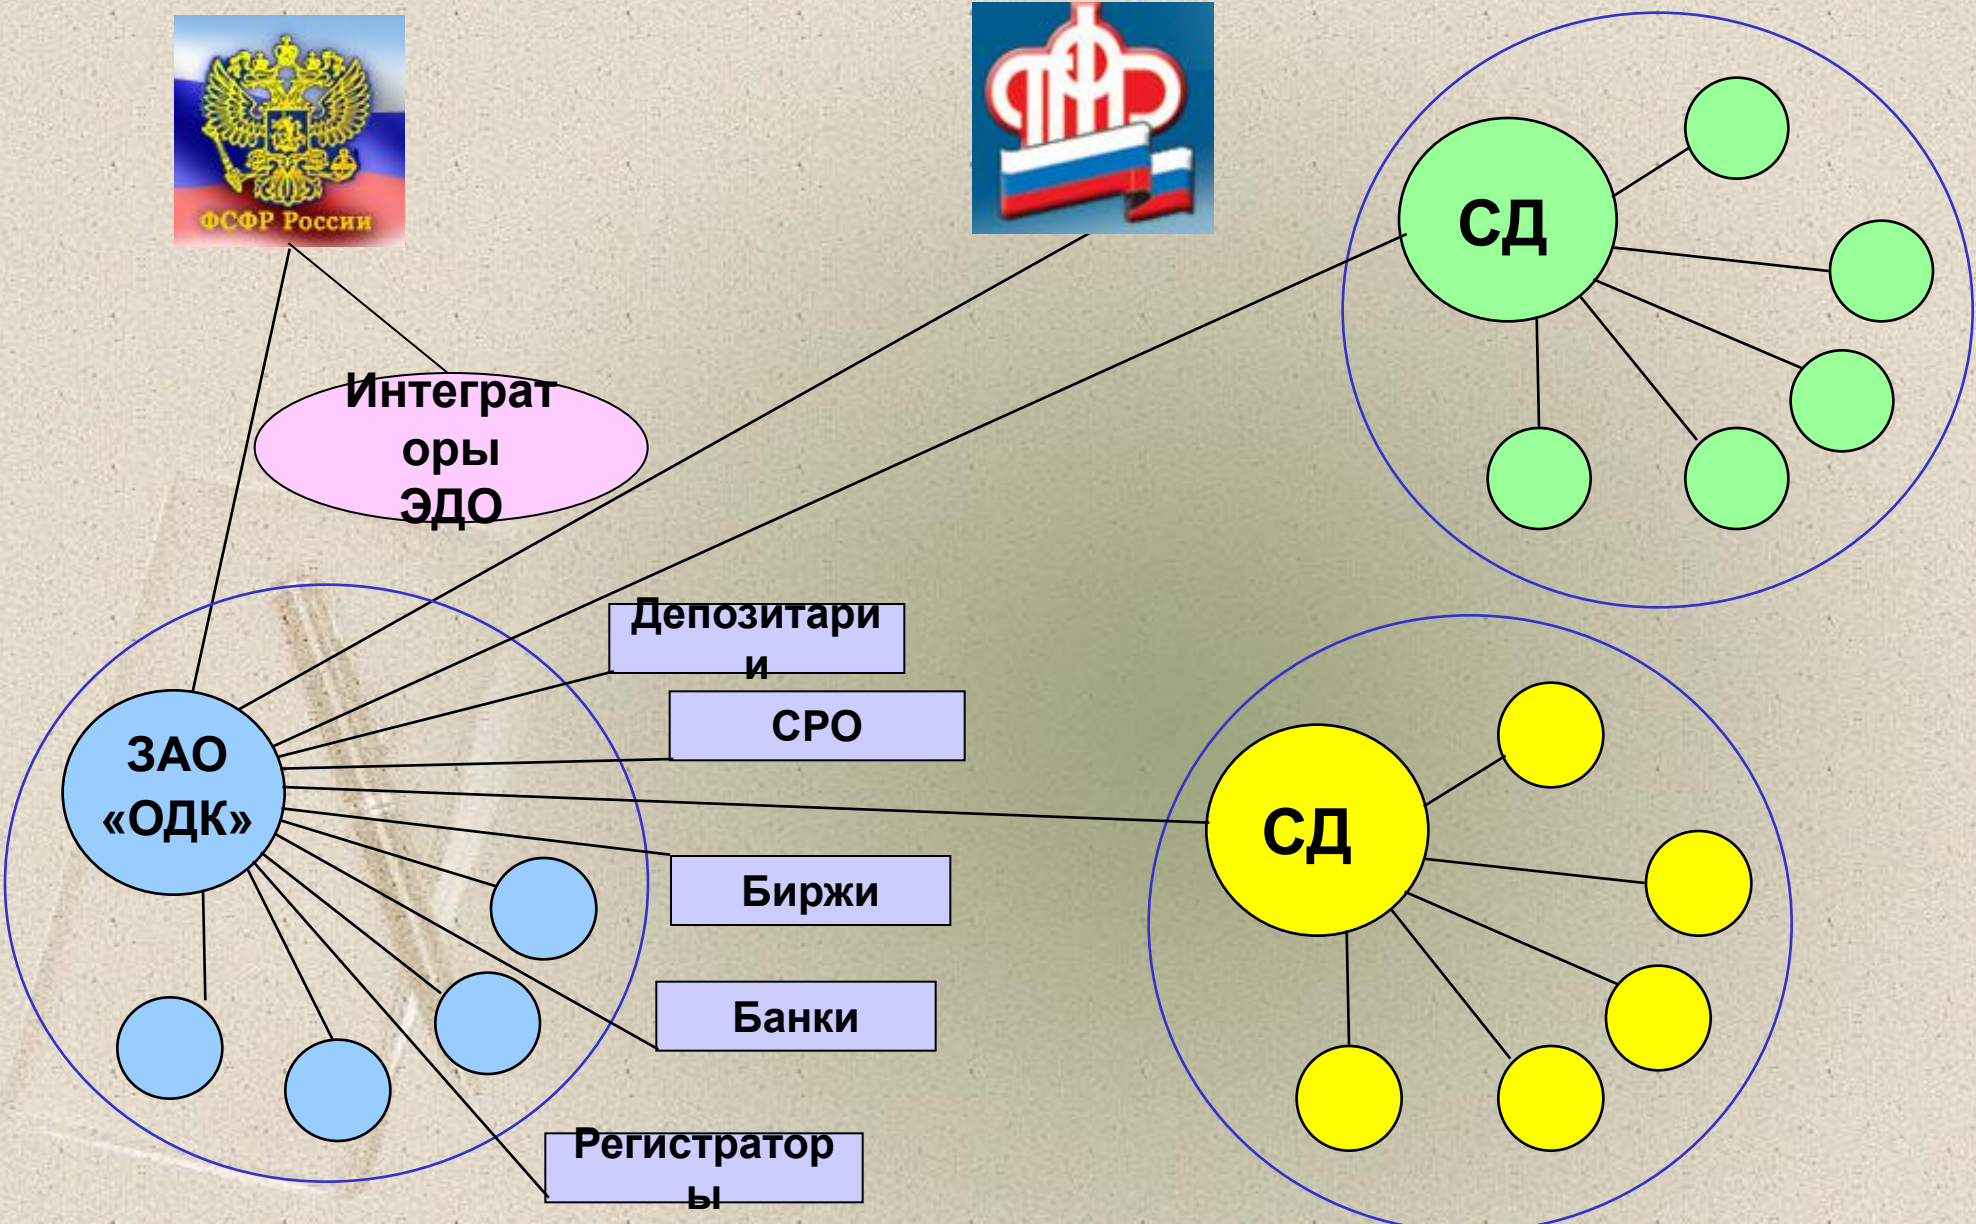 ФСФР России
СД
Интеграт
оры
ЭДО
Депозитари
и
СРО
ЗАО
«ОДК»
СД
Биржи
Банки
Регистратор
ы